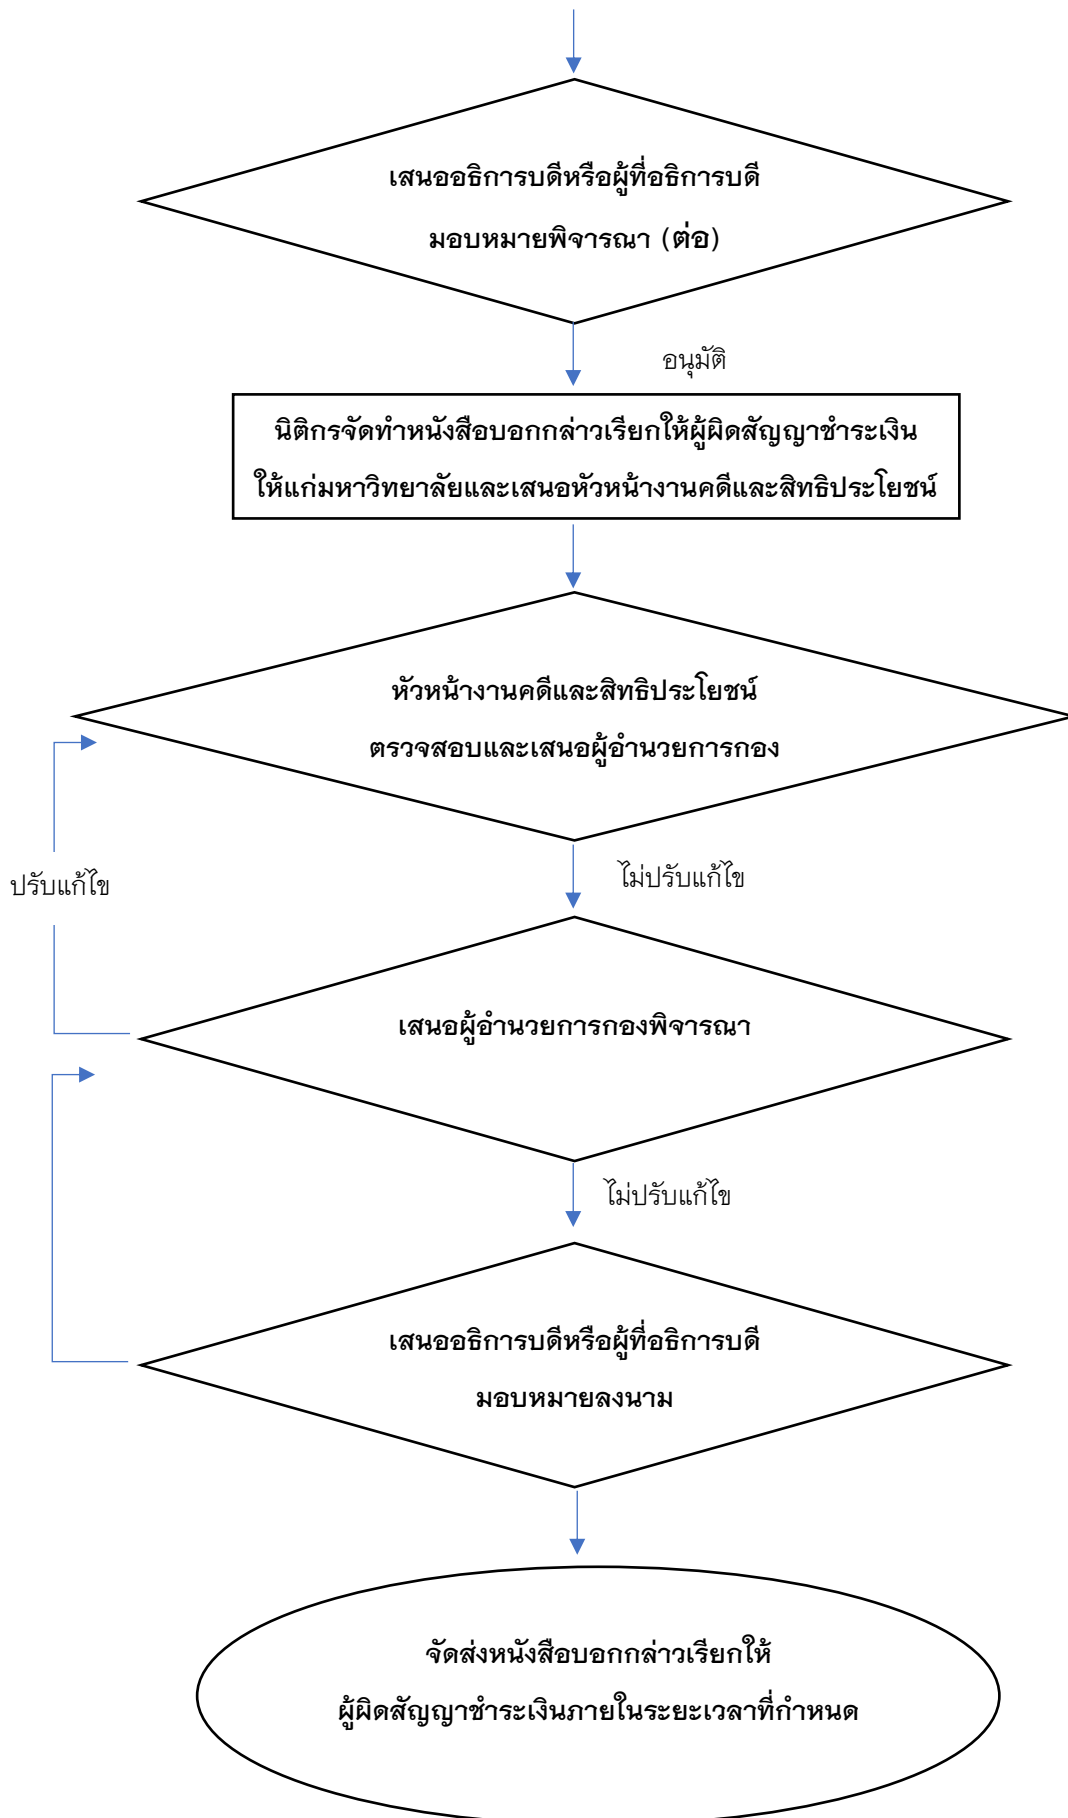 เสนออธิการบดีหรือผู้ที่อธิการบดี
มอบหมายพิจารณา (ต่อ)
อนุมัติ
นิติกรจัดทำหนังสือบอกกล่าวเรียกให้ผู้ผิดสัญญาชำระเงิน
ให้แก่มหาวิทยาลัยและเสนอหัวหน้างานคดีและสิทธิประโยชน์
หัวหน้างานคดีและสิทธิประโยชน์
ตรวจสอบและเสนอผู้อำนวยการกอง
ไม่ปรับแก้ไข
ปรับแก้ไข
เสนอผู้อำนวยการกองพิจารณา
ไม่ปรับแก้ไข
เสนออธิการบดีหรือผู้ที่อธิการบดี
มอบหมายลงนาม
จัดส่งหนังสือบอกกล่าวเรียกให้
ผู้ผิดสัญญาชำระเงินภายในระยะเวลาที่กำหนด